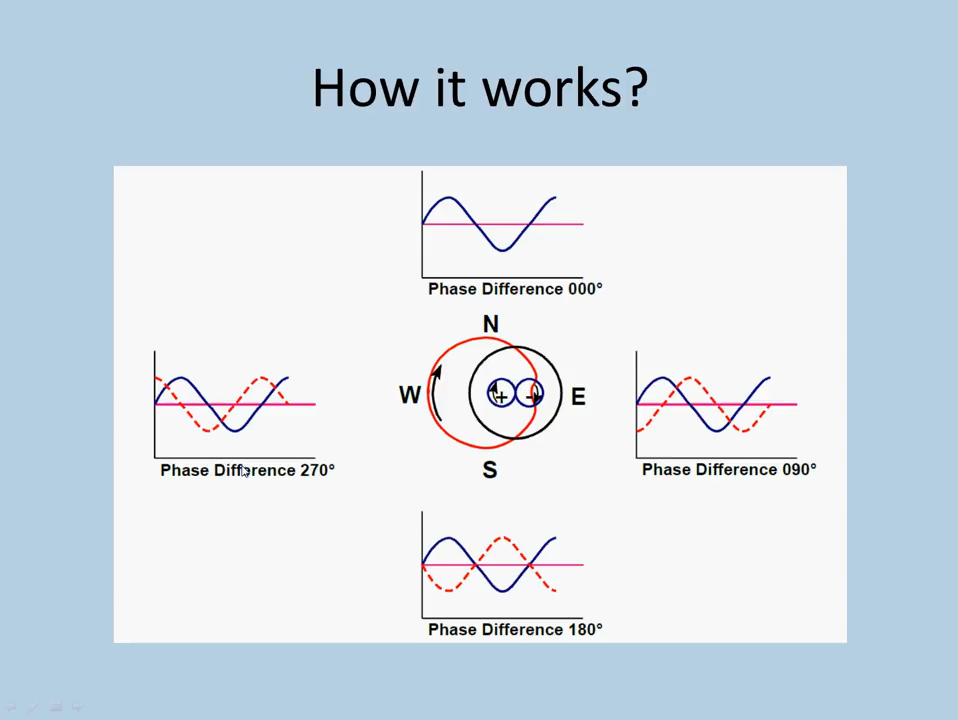 How it works?
Phase Difference 000°
N
W
+
-
E
Phase Difference 270°
S
Phase Difference 090°
Phase Difference 180°